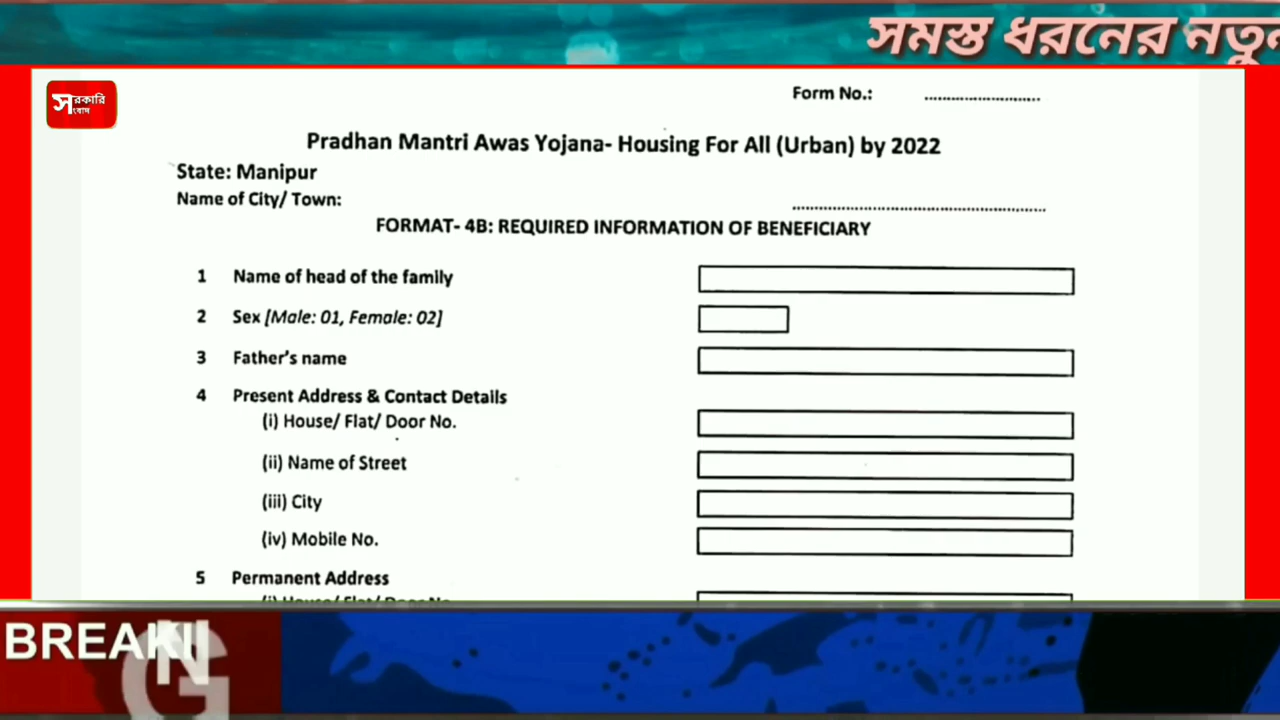 সমস্ত ধরনের নতু
সরকারি
সংবাদ
Form No.: ............................
Pradhan Mantri Awas Yojana- Housing For All (Urban) by 2022
State: Manipur
Name of City/ Town: ............................................................
FORMAT- 4B: REQUIRED INFORMATION OF BENEFICIARY
1 Name of head of the family
2 Sex [Male: 01, Female: 02]
3 Father's name
4 Present Address & Contact Details
(i) House/ Flat/ Door No.
(ii) Name of Street
(iii) City
(iv) Mobile No.
5 Permanent Address
(i) House/ Flat/ Door No.
BREAKIN
G